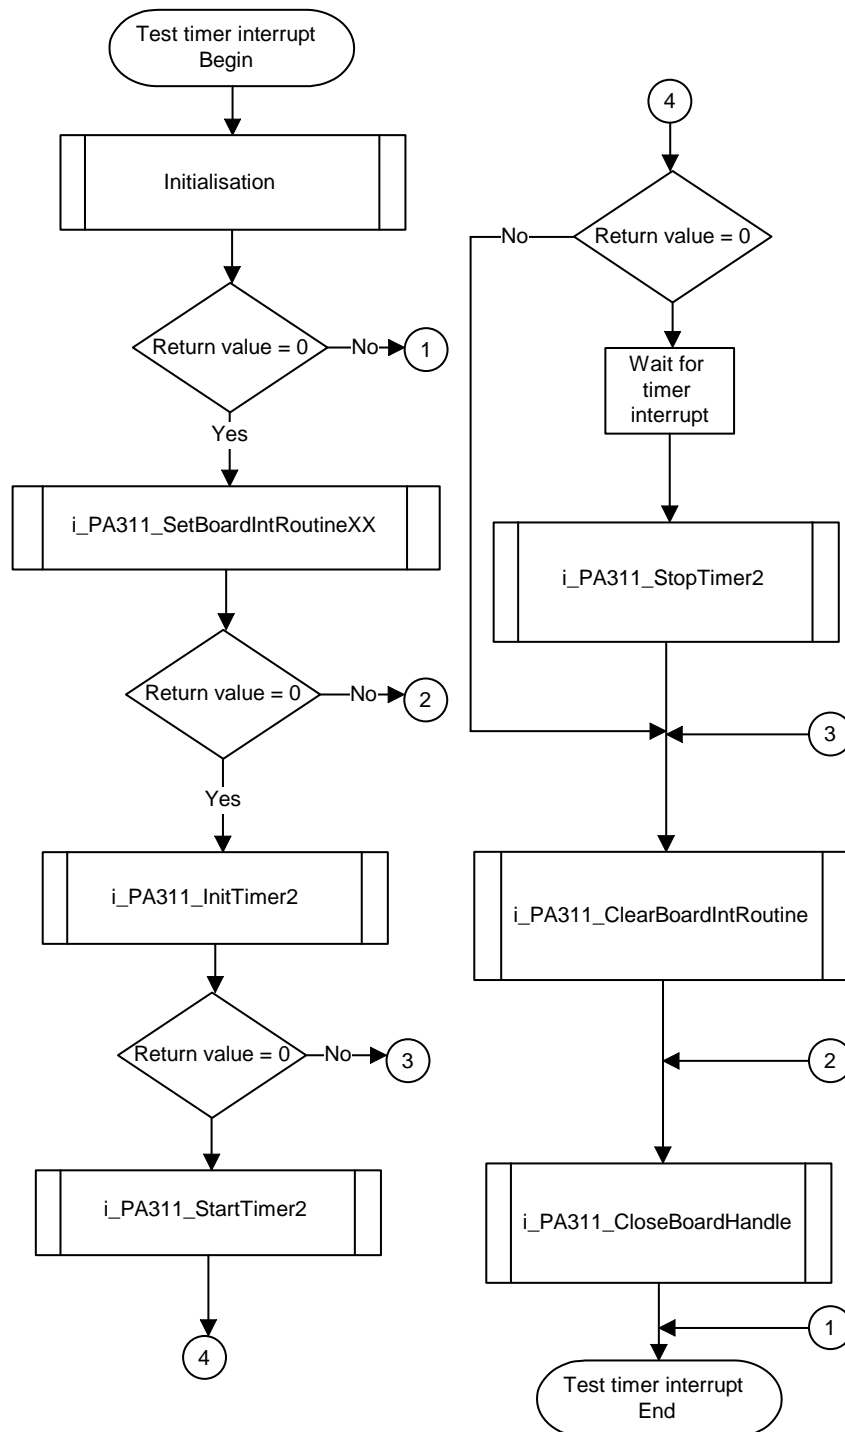 Test timer interrupt
Begin
Initialisation
Return value = 0
No
1
Yes
i_PA311_SetBoardIntRoutineXX
Return value = 0
No
2
Yes
i_PA311_InitTimer2
Return value = 0
No
3
i_PA311_StartTimer2
4
4
Return value = 0
No
Wait for
timer
interrupt
i_PA311_StopTimer2
3
i_PA311_ClearBoardIntRoutine
2
i_PA311_CloseBoardHandle
1
Test timer interrupt
End